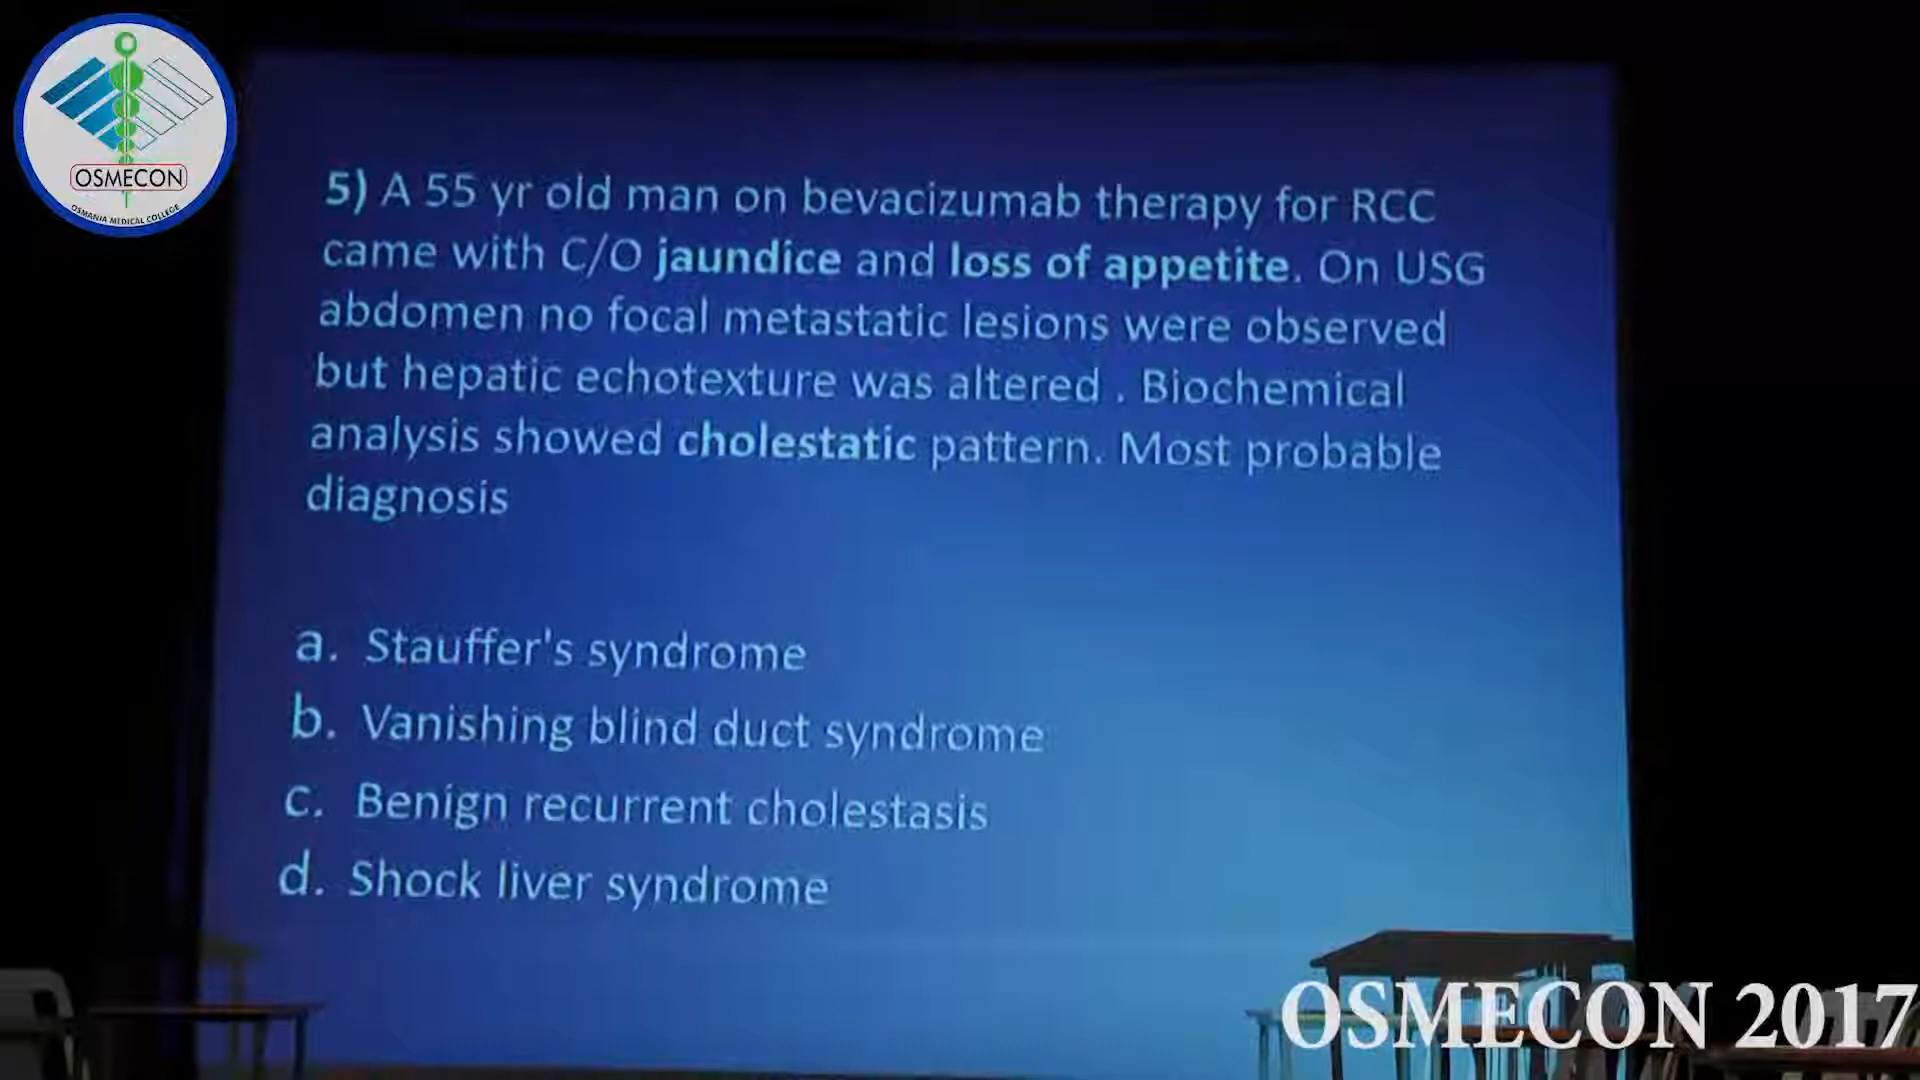 OSMECON
OSMANIA MEDICAL COLLEGE
5) A 55 yr old man on bevacizumab therapy for RCC
came with C/O jaundice and loss of appetite. On USG
abdomen no focal metastatic lesions were observed
but hepatic echotexture was altered . Biochemical
analysis showed cholestatic pattern. Most probable
diagnosis
a. Stauffer's syndrome
b. Vanishing blind duct syndrome
c. Benign recurrent cholestasis
d. Shock liver syndrome
OSMECON 2017